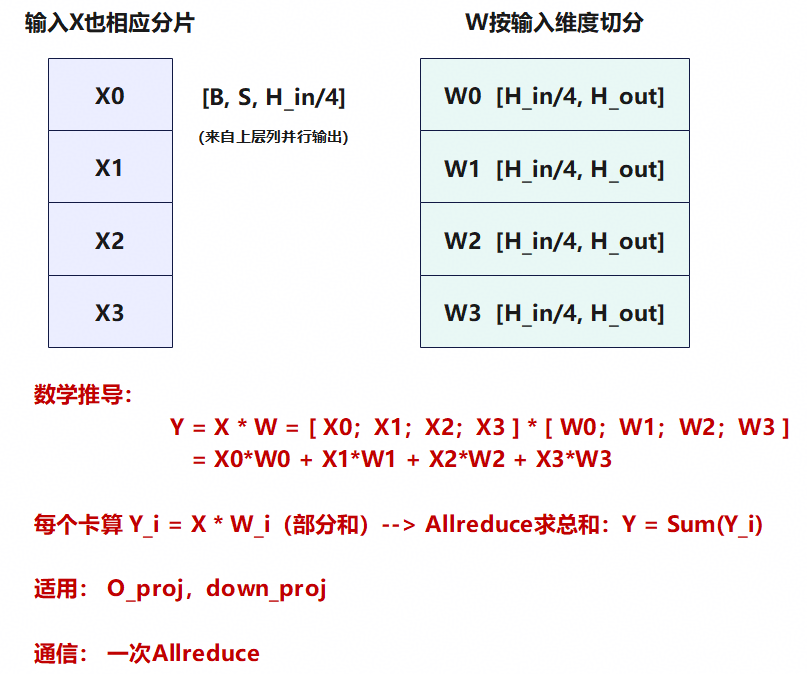 输入X也相应分片
W按输入维度切分
X0
[B, S, H_in/4]
(来自上层列并行输出)
X1
X2
X3
W0 [H_in/4, H_out]
W1 [H_in/4, H_out]
W2 [H_in/4, H_out]
W3 [H_in/4, H_out]
数学推导：
Y = X * W = [ X0；X1；X2；X3 ] * [ W0；W1；W2；W3 ]
= X0*W0 + X1*W1 + X2*W2 + X3*W3
每个卡算 Y_i = X * W_i（部分和）--> Allreduce求总和：Y = Sum(Y_i)
适用： O_proj，down_proj
通信： 一次Allreduce